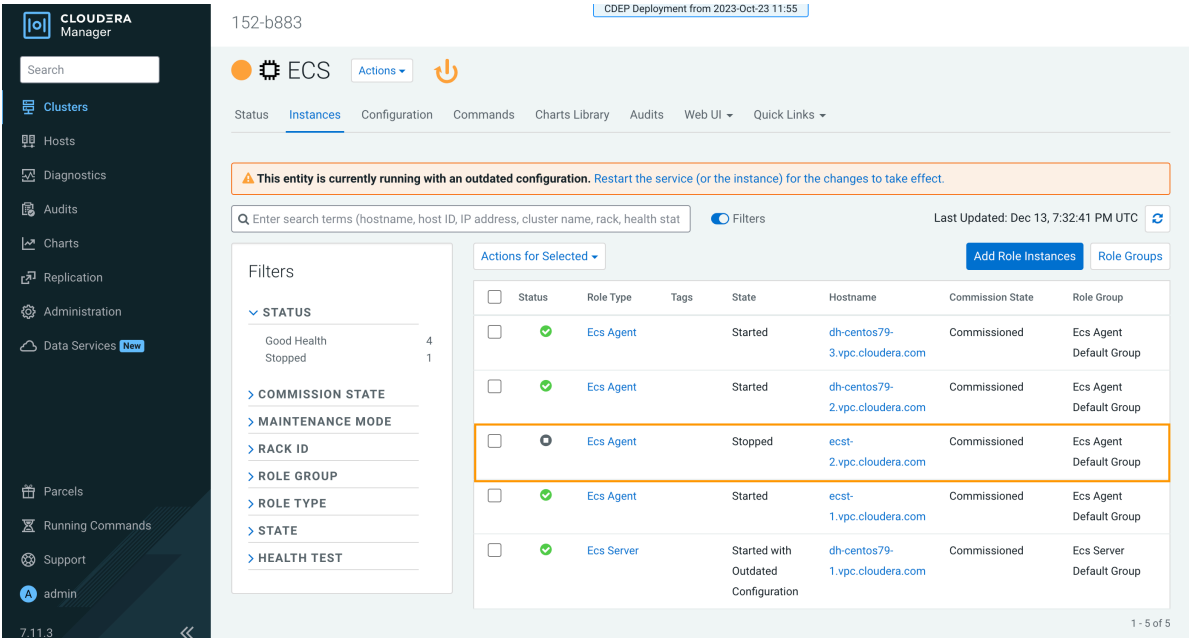 CLOUDERA
Manager
Search
Clusters
Hosts
Diagnostics
Audits
Charts
Replication
Administration
Data Services New
Parcels
Running Commands
Support
A admin
7.11.3
CDEP Deployment from 2023-Oct-23 11:55
152-b883
ECS Actions
Status Instances Configuration Commands Charts Library Audits Web UI Quick Links
This entity is currently running with an outdated configuration. Restart the service (or the instance) for the changes to take effect.
Enter search terms (hostname, host ID, IP address, cluster name, rack, health stat
Filters
Last Updated: Dec 13, 7:32:41 PM UTC
Filters
STATUS
Good Health 4
Stopped 1
COMMISSION STATE
MAINTENANCE MODE
RACK ID
ROLE GROUP
ROLE TYPE
STATE
HEALTH TEST
Actions for Selected Add Role Instances Role Groups
Status Role Type Tags State Hostname Commission State Role Group
Ecs Agent Started dh-centos79- Commissioned Ecs Agent
3.vpc.cloudera.com Default Group
Ecs Agent Started dh-centos79- Commissioned Ecs Agent
2.vpc.cloudera.com Default Group
Ecs Agent Stopped ecst- Commissioned Ecs Agent
2.vpc.cloudera.com Default Group
Ecs Agent Started ecst- Commissioned Ecs Agent
1.vpc.cloudera.com Default Group
Ecs Server Started with dh-centos79- Commissioned Ecs Server
Outdated 1.vpc.cloudera.com Default Group
Configuration
1 - 5 of 5